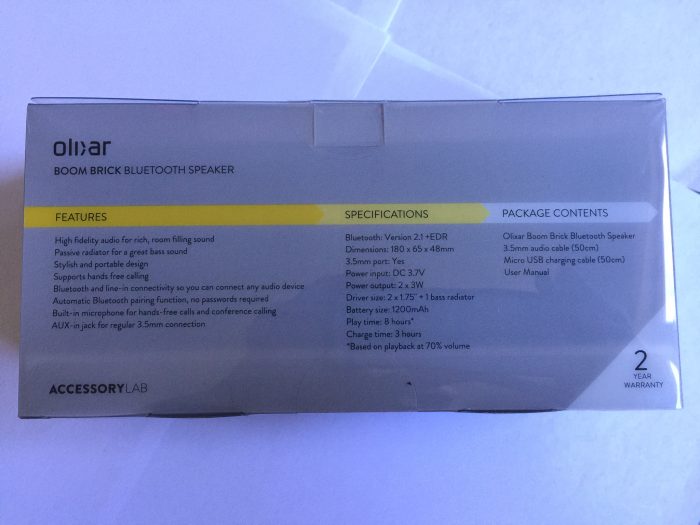 olixar
BOOM BRICK BLUETOOTH SPEAKER
FEATURES
High fidelity audio for rich, room filling sound
Passive radiator for a great bass sound
Stylish and portable design
Supports hands free calling
Bluetooth and line-in connectivity so you can connect any audio device
Automatic Bluetooth pairing function, no passwords required
Built-in microphone for hands-free calls and conference calling
AUX-in jack for regular 3.5mm connection
SPECIFICATIONS
Bluetooth: Version 2.1 +EDR
Dimensions: 180 x 65 x 48mm
3.5mm port: Yes
Power input: DC 3.7V
Power output: 2 x 3W
Driver size: 2 x 1.75" + 1 bass radiator
Battery size: 1200mAh
Play time: 8 hours*
Charge time: 3 hours
*Based on playback at 70% volume
PACKAGE CONTENTS
Olixar Boom Brick Bluetooth Speaker
3.5mm audio cable (50cm)
Micro USB charging cable (50cm)
User Manual
ACCESSORYLAB
2
YEAR
WARRANTY